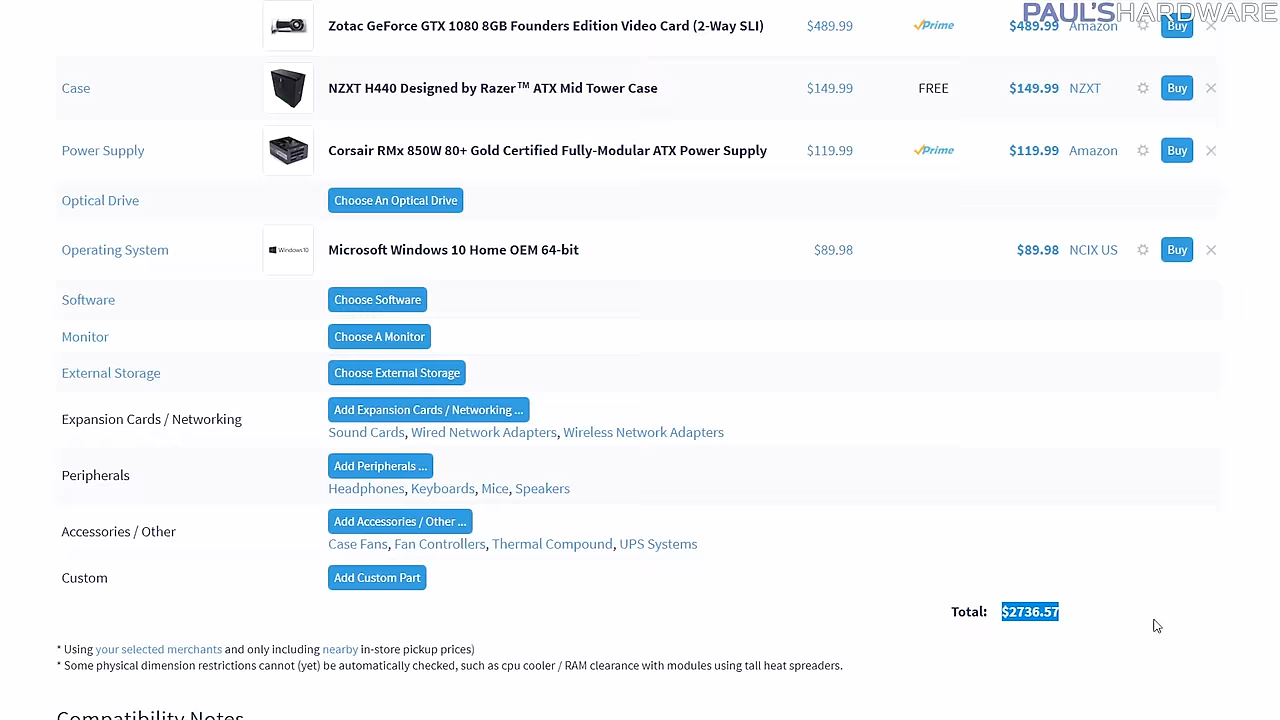 PAUL'SHARDWARE
Zotac GeForce GTX 1080 8GB Founders Edition Video Card (2-Way SLI) $489.99 Prime $489.99 Amazon Buy
Case NZXT H440 Designed by Razer™ ATX Mid Tower Case $149.99 FREE $149.99 NZXT Buy
Power Supply Corsair RMx 850W 80+ Gold Certified Fully-Modular ATX Power Supply $119.99 Prime $119.99 Amazon Buy
Optical Drive Choose An Optical Drive
Operating System Windows 10 Microsoft Windows 10 Home OEM 64-bit $89.98 $89.98 NCIX US Buy
Software Choose Software
Monitor Choose A Monitor
External Storage Choose External Storage
Expansion Cards / Networking Add Expansion Cards / Networking ...
Sound Cards, Wired Network Adapters, Wireless Network Adapters
Peripherals Add Peripherals ...
Headphones, Keyboards, Mice, Speakers
Accessories / Other Add Accessories / Other ...
Case Fans, Fan Controllers, Thermal Compound, UPS Systems
Custom Add Custom Part
Total: $2736.57
* Using your selected merchants and only including nearby in-store pickup prices)
* Some physical dimension restrictions cannot (yet) be automatically checked, such as cpu cooler / RAM clearance with modules using tall heat spreaders.
Compatibility Notes